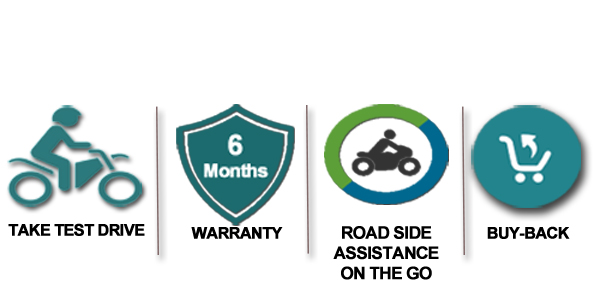 6
Months
TAKE TEST DRIVE
WARRANTY
ROAD SIDE
ASSISTANCE
ON THE GO
BUY-BACK